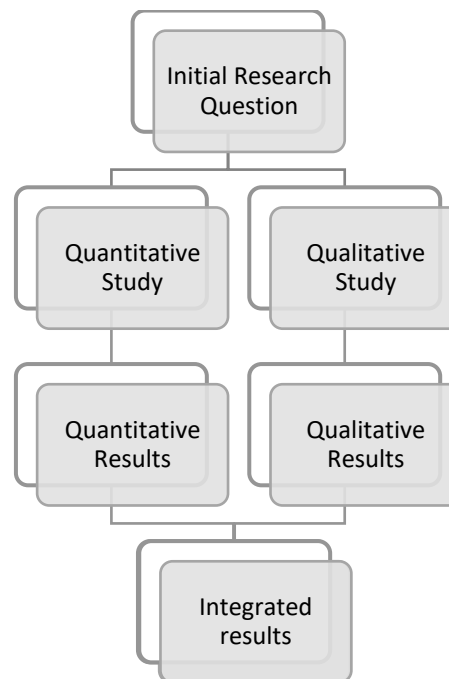 Initial Research
Question
Quantitative
Study
Qualitative
Study
Quantitative
Results
Qualitative
Results
Integrated
results